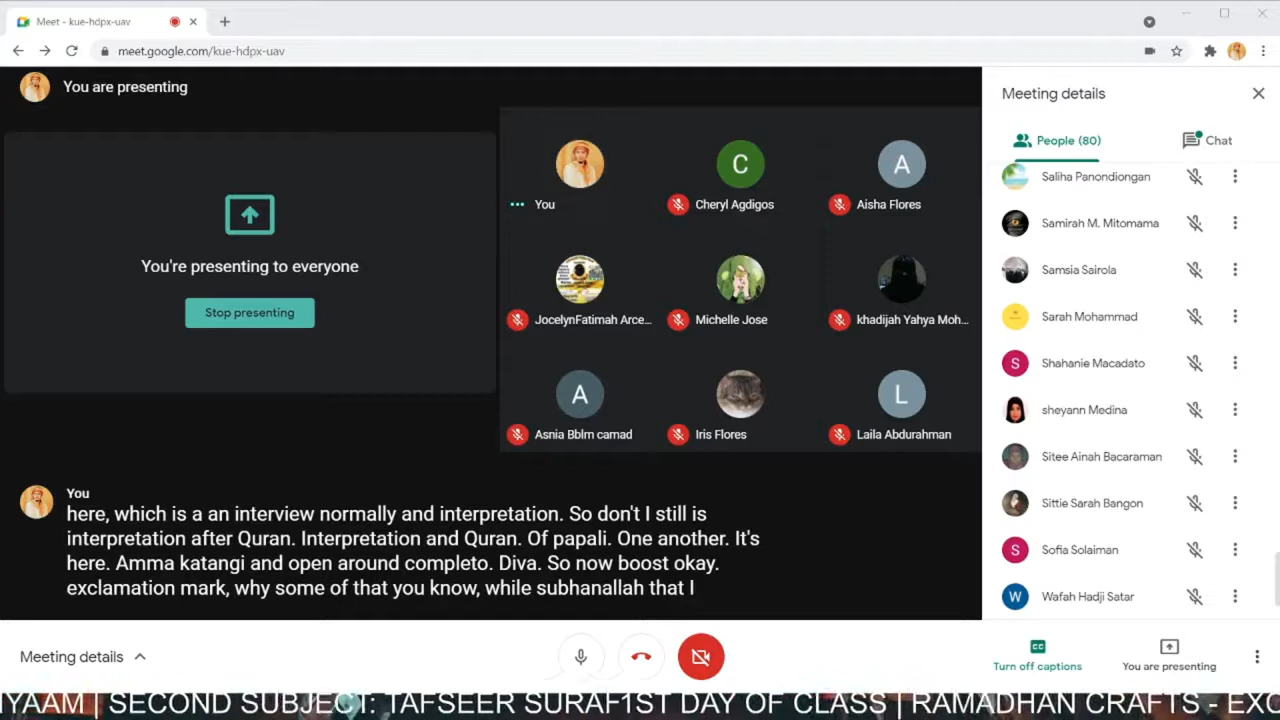 Meet - kue-hdpx-uav
meet.google.com/kue-hdpx-uav
You are presenting
You're presenting to everyone
Stop presenting
You
C
Cheryl Agdigos
A
Aisha Flores
JocelynFatimah Arce...
Michelle Jose
khadijah Yahya Moh...
A
Asnia Bblm camad
Iris Flores
L
Laila Abdurahman
You
here, which is a an interview normally and interpretation. So don't I still is
interpretation after Quran. Interpretation and Quran. Of papali. One another. It's
here. Amma katangi and open around completo. Diva. So now boost okay.
exclamation mark, why some of that you know, while subhanallah that I
Meeting details
People (80)
Chat
Saliha Panondiongan
Samirah M. Mitomama
Samsia Sairola
Sarah Mohammad
S
Shahanie Macadato
sheyann Medina
Sitee Ainah Bacaraman
Sittie Sarah Bangon
S
Sofia Solaiman
W
Wafah Hadji Satar
Meeting details
CC
Turn off captions
You are presenting
IYAAM | SECOND SUBJECT: TAFSEER SURAF1ST DAY OF CLASS | RAMADHAN CRAFTS - EXC